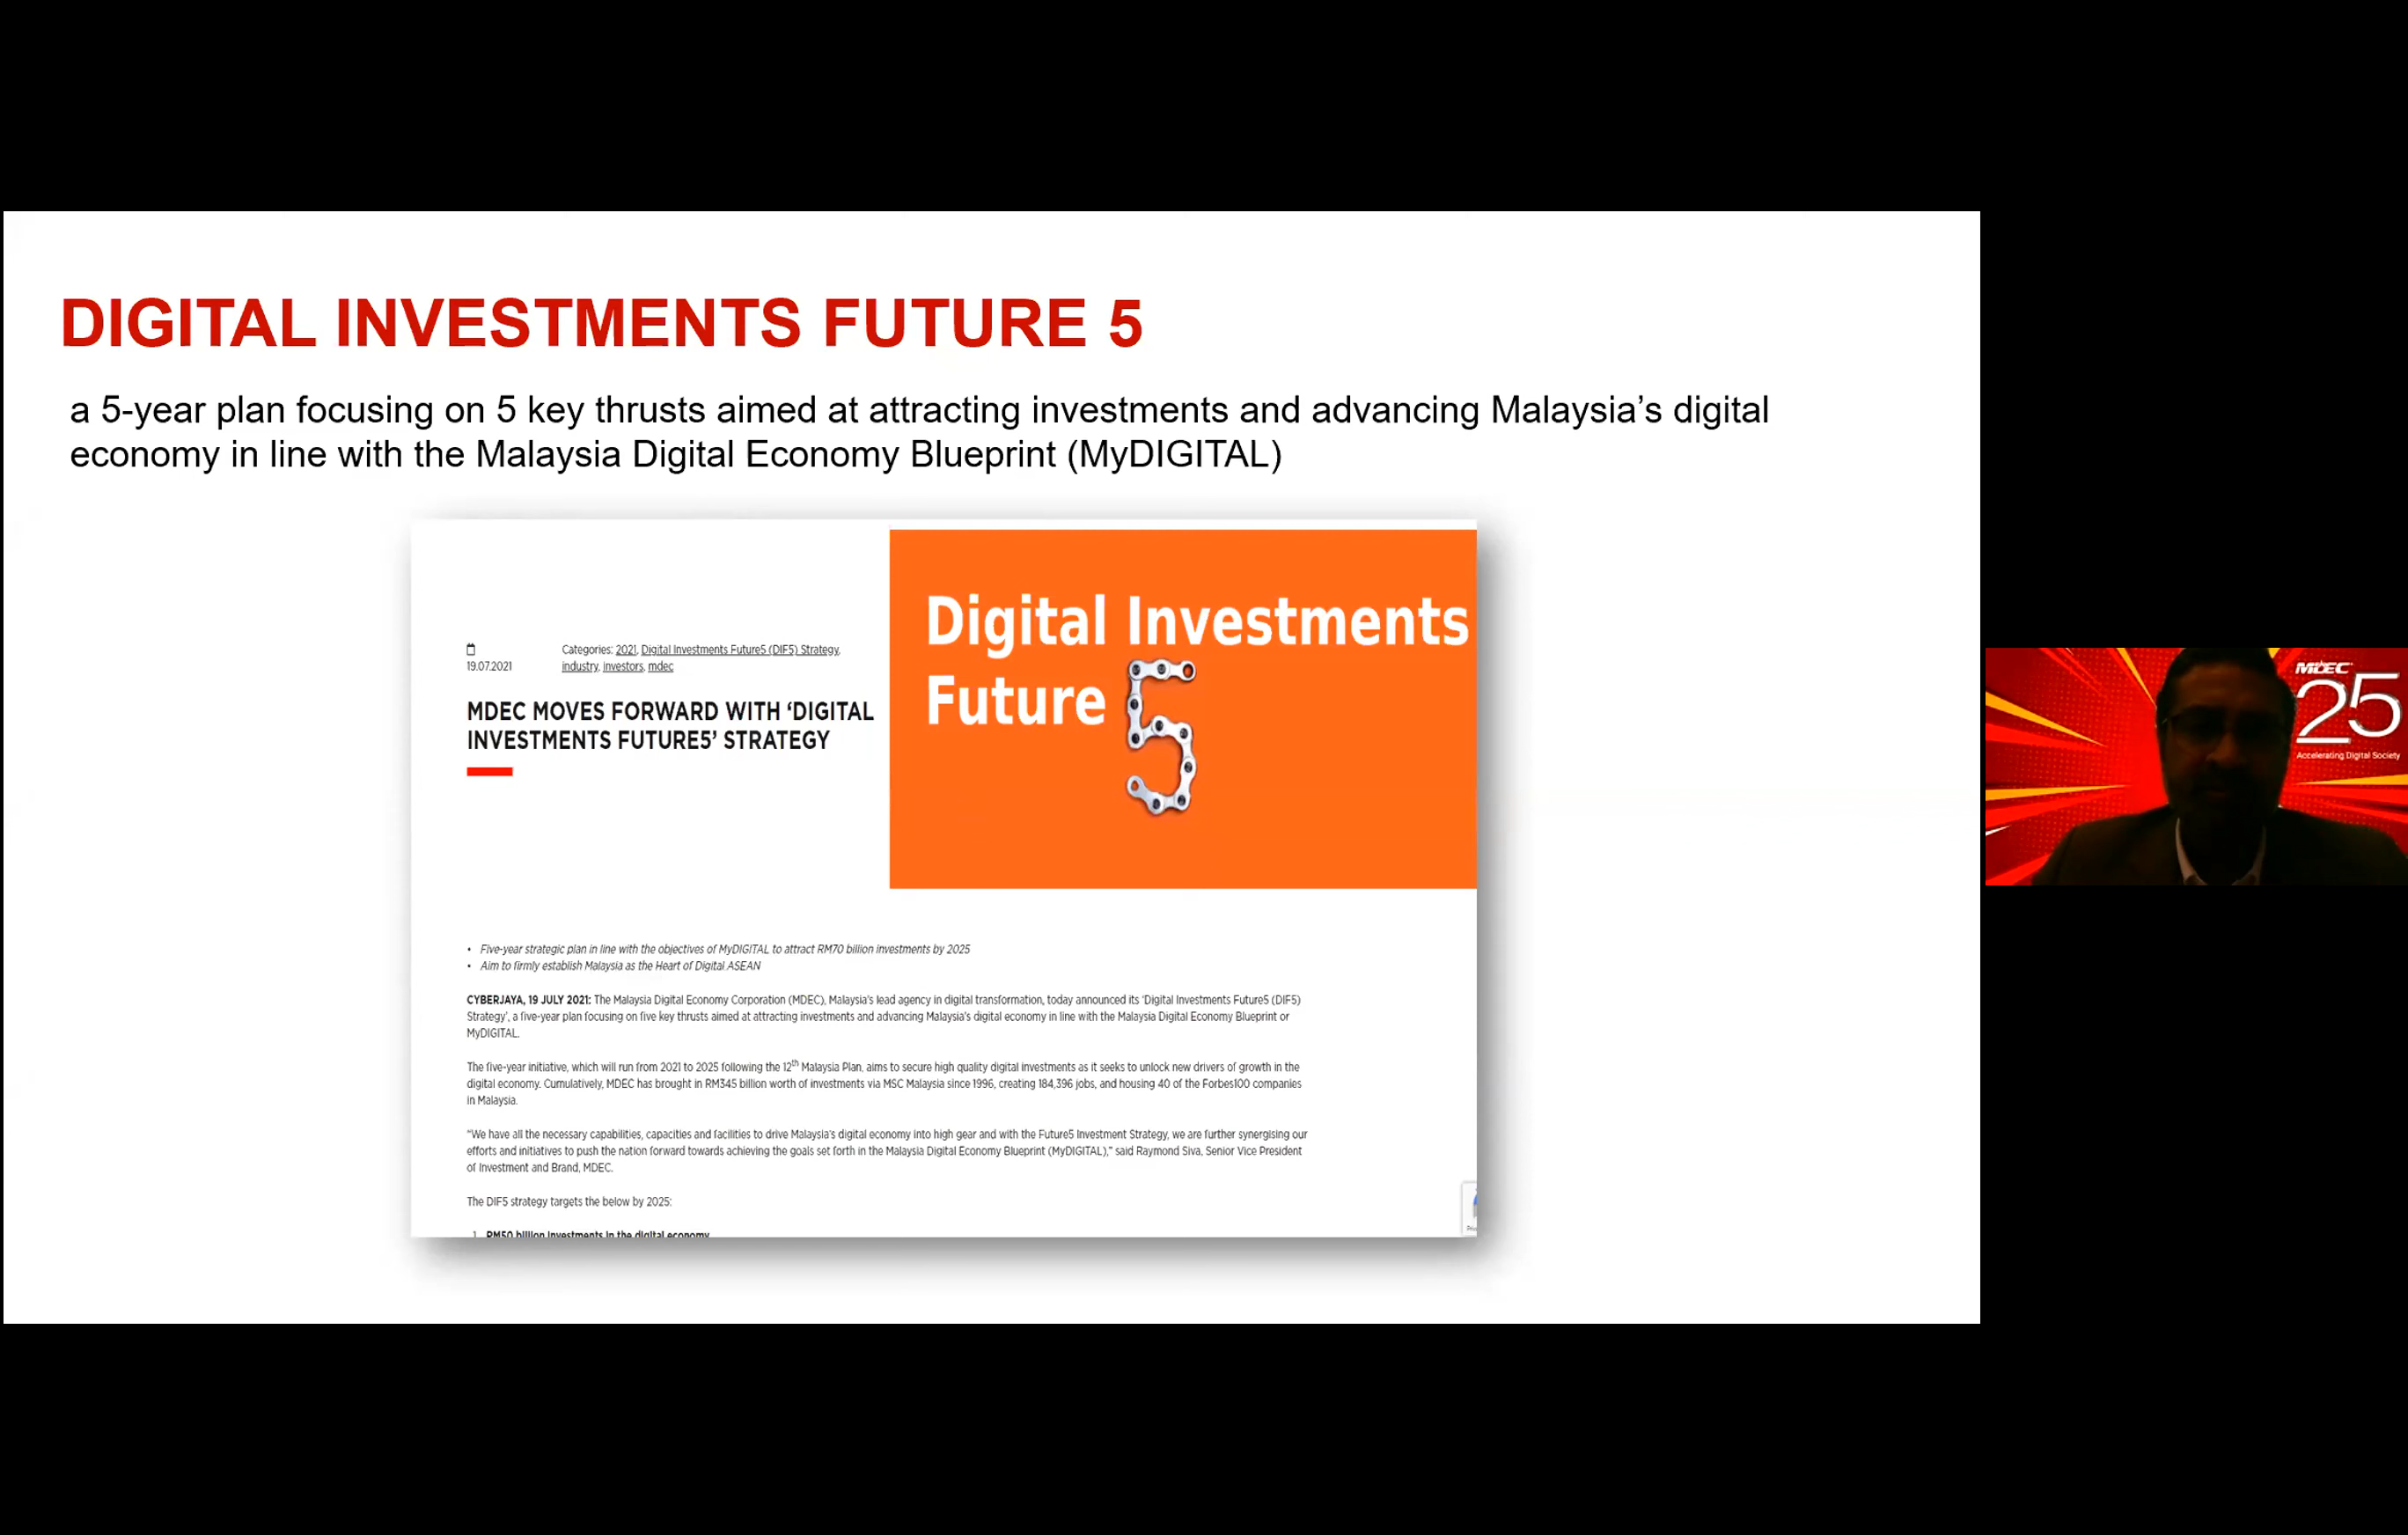 DIGITAL INVESTMENTS FUTURE 5
a 5-year plan focusing on 5 key thrusts aimed at attracting investments and advancing Malaysia’s digital
economy in line with the Malaysia Digital Economy Blueprint (MyDIGITAL)
Digital Investments
Future 5
19.07.2021
Categories: 2021, Digital Investments Future5 (DIF5) Strategy,
industry, investors, mdec
MDEC MOVES FORWARD WITH ‘DIGITAL
INVESTMENTS FUTURE5’ STRATEGY
• Five-year strategic plan in line with the objectives of MyDIGITAL to attract RM70 billion investments by 2025
• Aim to firmly establish Malaysia as the Heart of Digital ASEAN
CYBERJAYA, 19 JULY 2021: The Malaysia Digital Economy Corporation (MDEC), Malaysia’s lead agency in digital transformation, today announced its ‘Digital Investments Future5 (DIF5)
Strategy’, a five-year plan focusing on five key thrusts aimed at attracting investments and advancing Malaysia’s digital economy in line with the Malaysia Digital Economy Blueprint or
MyDIGITAL.
The five-year initiative, which will run from 2021 to 2025 following the 12th Malaysia Plan, aims to secure high quality digital investments as it seeks to unlock new drivers of growth in the
digital economy. Cumulatively, MDEC has brought in RM345 billion worth of investments via MSC Malaysia since 1996, creating 184,396 jobs, and housing 40 of the Forbes100 companies
in Malaysia.
“We have all the necessary capabilities, capacities and facilities to drive Malaysia’s digital economy into high gear and with the Future5 Investment Strategy, we are further synergising our
efforts and initiatives to push the nation forward towards achieving the goals set forth in the Malaysia Digital Economy Blueprint (MyDIGITAL),” said Raymond Siva, Senior Vice President
of Investment and Brand, MDEC.
The DIF5 strategy targets the below by 2025:
1. RM50 billion investments in the digital economy
MDEC
25
Accelerating Digital Society